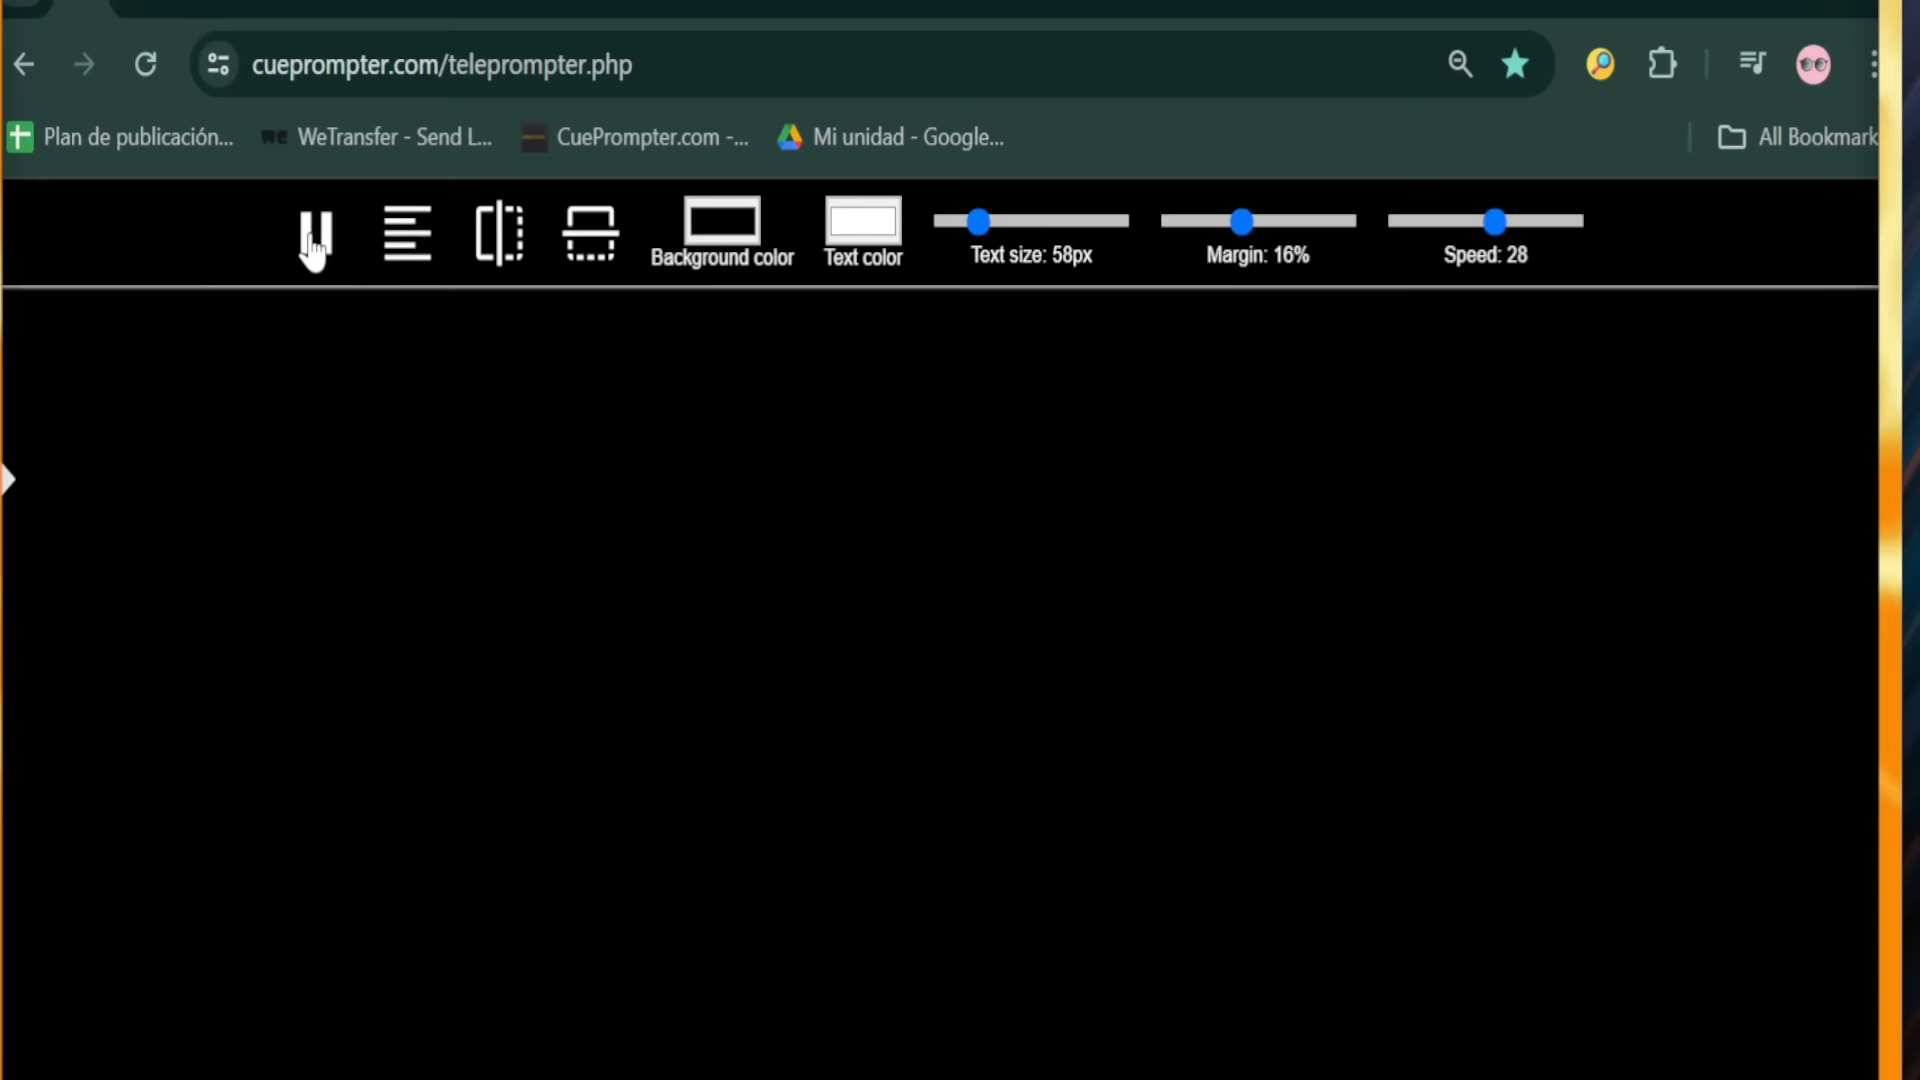 cueprompter.com/teleprompter.php
Plan de publicación...
WeTransfer - Send L...
CuePrompter.com -...
Mi unidad - Google...
All Bookmark
Background color
Text color
Text size: 58px
Margin: 16%
Speed: 28